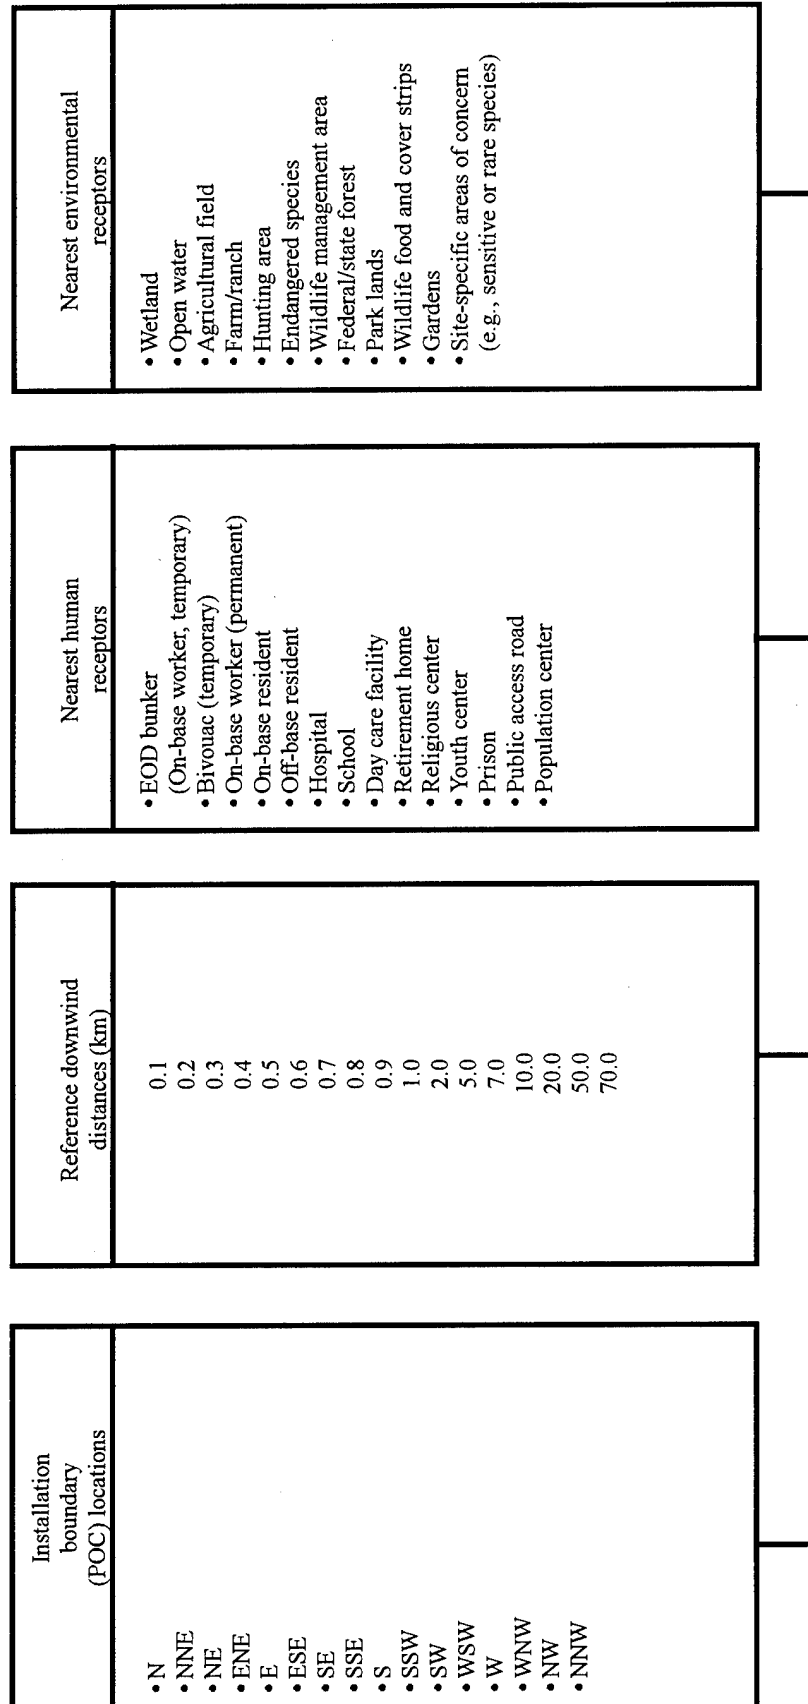 Installation
boundary
(POC) locations
• N
• NNE
• NE
• ENE
• E
• ESE
• SE
• SSE
• S
• SSW
• SW
• WSW
• W
• WNW
• NW
• NNW
Reference downwind
distances (km)
0.1
0.2
0.3
0.4
0.5
0.6
0.7
0.8
0.9
1.0
2.0
5.0
7.0
10.0
20.0
50.0
70.0
Nearest human
receptors
• EOD bunker
(On-base worker, temporary)
• Bivouac (temporary)
• On-base worker (permanent)
• On-base resident
• Off-base resident
• Hospital
• School
• Day care facility
• Retirement home
• Religious center
• Youth center
• Prison
• Public access road
• Population center
Nearest environmental
receptors
• Wetland
• Open water
• Agricultural field
• Farm/ranch
• Hunting area
• Endangered species
• Wildlife management area
• Federal/state forest
• Park lands
• Wildlife food and cover strips
• Gardens
• Site-specific areas of concern
(e.g., sensitive or rare species)